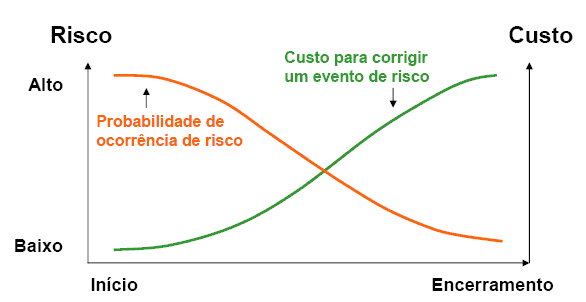 Risco
Custo
Custo para corrigir
um evento de risco
Alto
Probabilidade de
ocorrência de risco
Baixo
Início
Encerramento